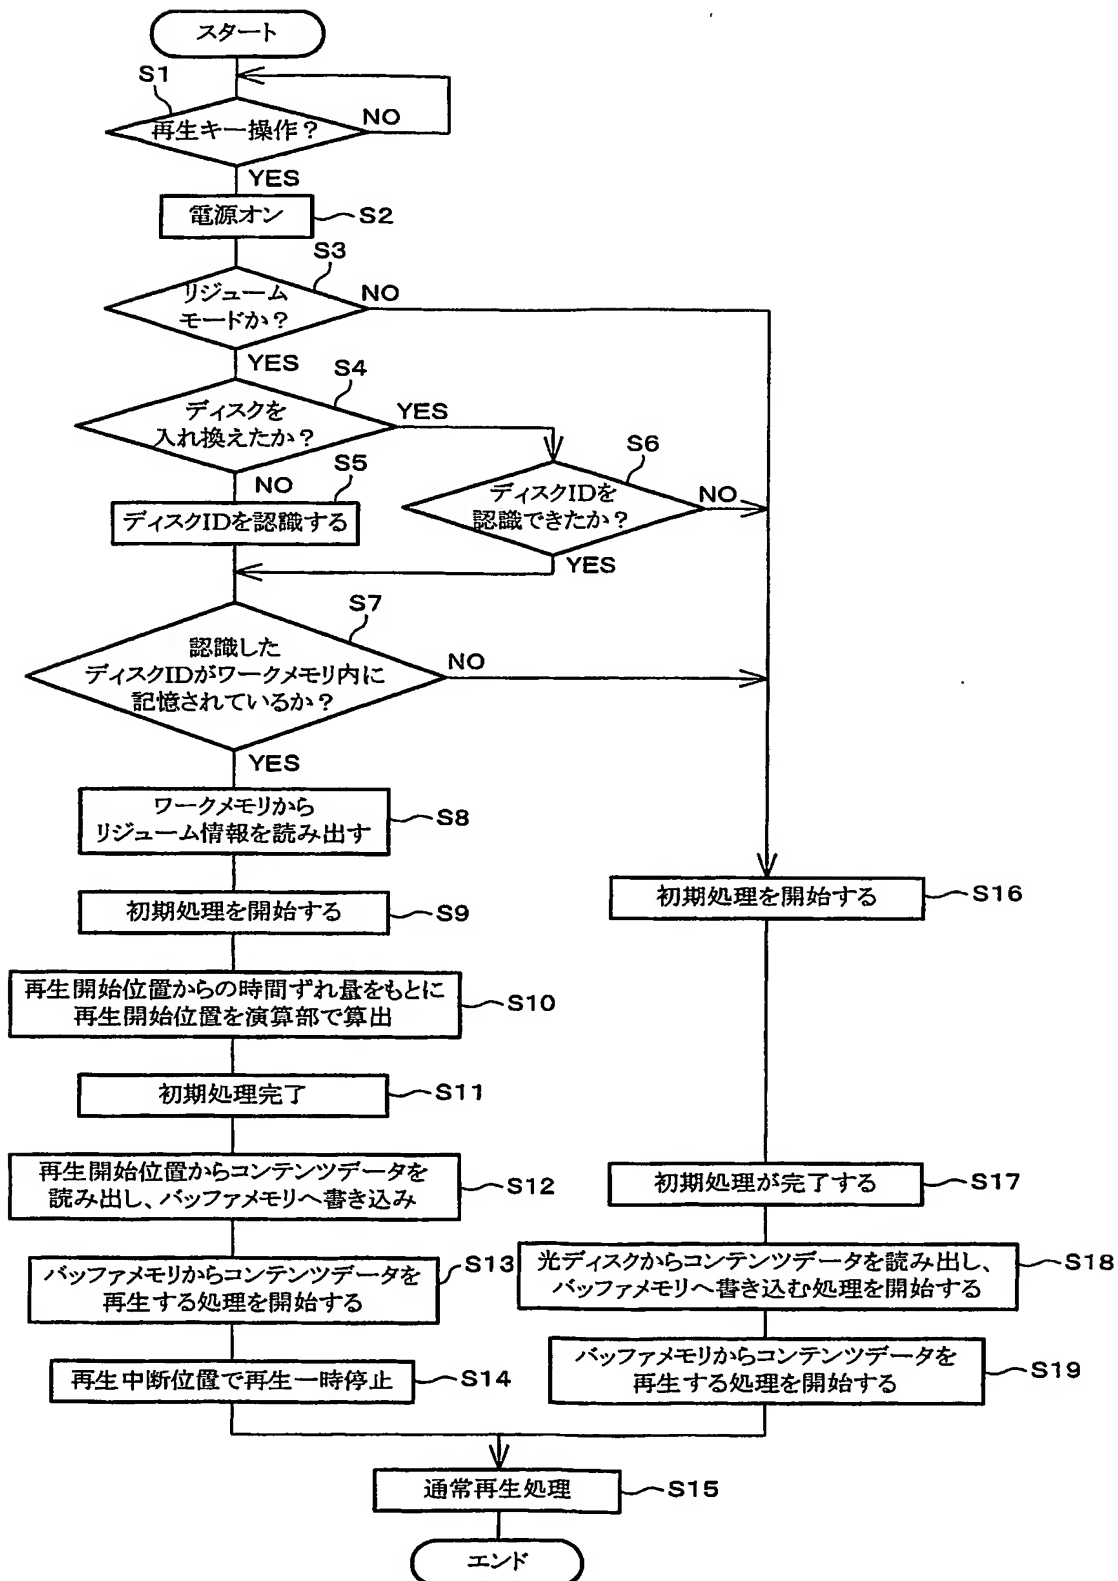 スタート
S1
再生キー操作？
NO
YES
電源オン
S2
S3
リジューム
モードか？
NO
YES
S4
ディスクを
入れ換えたか？
YES
NO
S5
ディスクIDを認識する
S6
ディスクIDを
認識できたか？
NO
YES
S7
認識した
ディスクIDがワークメモリ内に
記憶されているか？
NO
YES
ワークメモリから
リジューム情報を読み出す
S8
初期処理を開始する
S9
初期処理を開始する
S16
再生開始位置からの時間ずれ量をもとに
再生開始位置を演算部で算出
S10
初期処理完了
S11
再生開始位置からコンテンツデータを
読み出し、バッファメモリへ書き込み
S12
初期処理が完了する
S17
バッファメモリからコンテンツデータを
再生する処理を開始する
S13
光ディスクからコンテンツデータを読み出し、
バッファメモリへ書き込む処理を開始する
S18
再生中断位置で再生一時停止
S14
バッファメモリからコンテンツデータを
再生する処理を開始する
S19
通常再生処理
S15
エンド